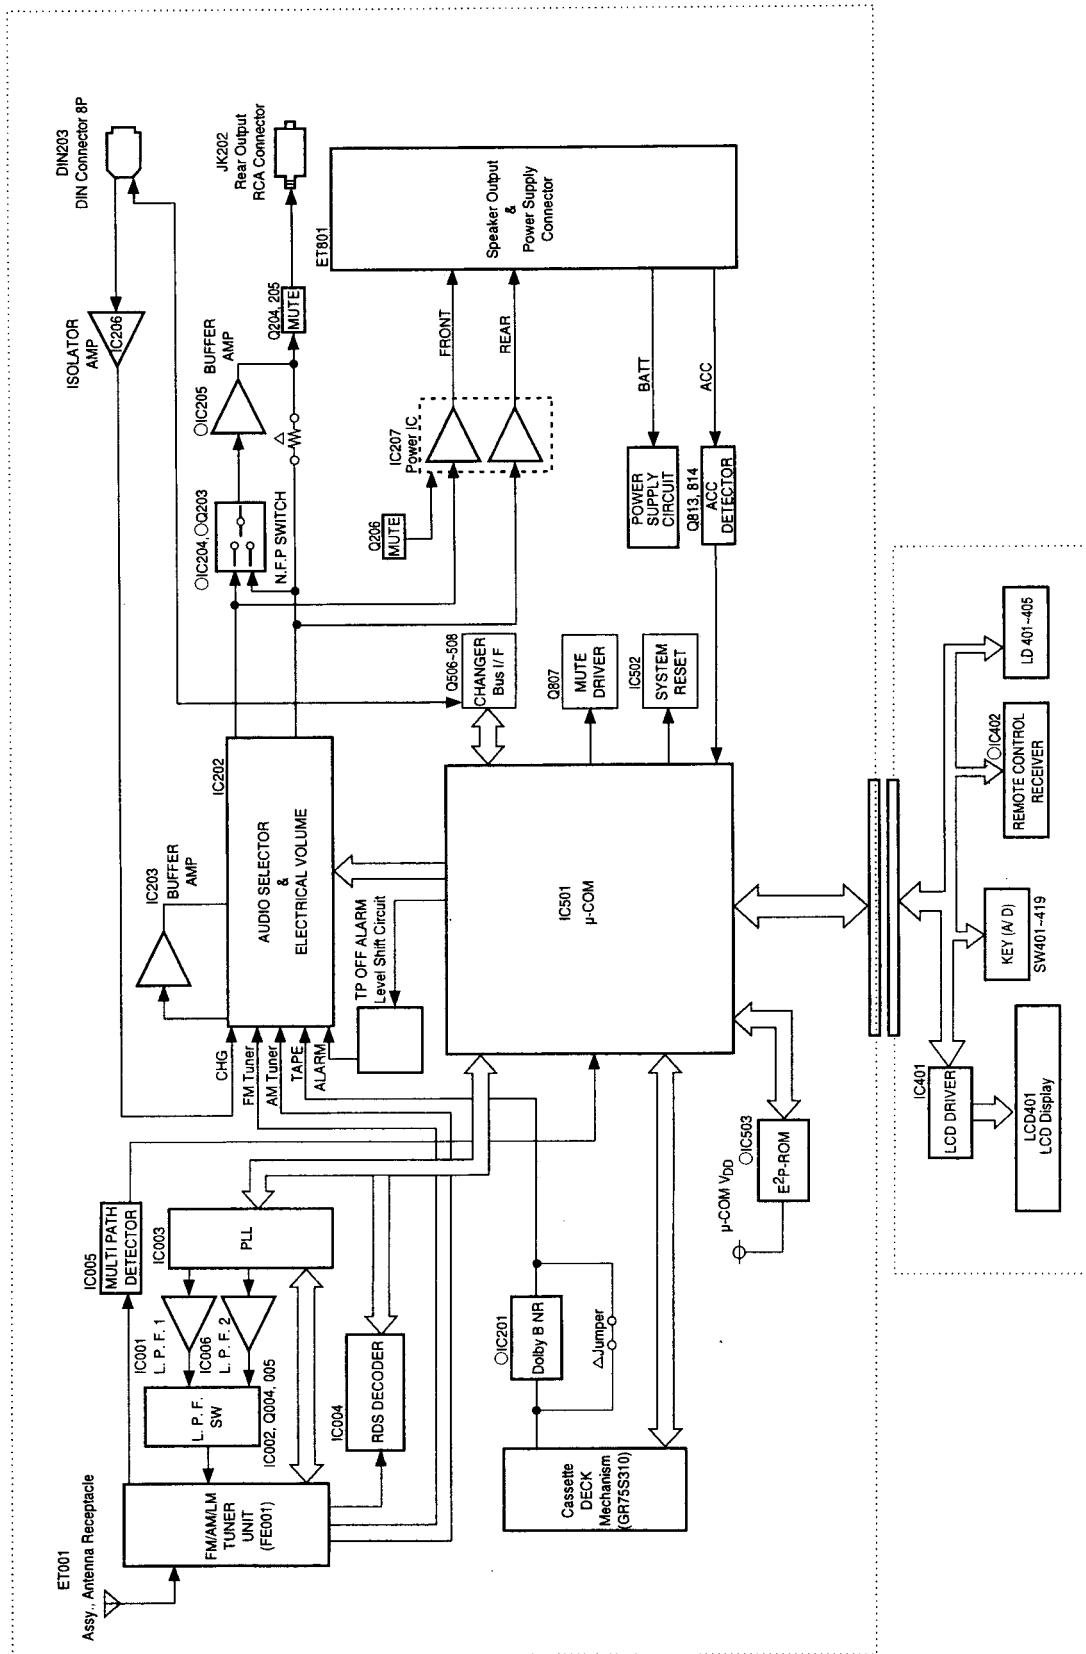 ET001
Assy., Antenna Receptacle
FM/AM/LM
TUNER
UNIT
(FE001)
IC005
MULTI PATH
DETECTOR
IC001
L. P. F. 1
IC006
L. P. F. 2
L. P. F.
SW
IC002, Q004, 005
IC003
PLL
IC004
RDS DECODER
Cassette
DECK
Mechanism
(GR75S310)
○IC201
Dolby B NR
△Jumper
CHG
FM Tuner
AM Tuner
TAPE
ALARM
IC203
BUFFER
AMP
IC202
AUDIO SELECTOR
&
ELECTRICAL VOLUME
TP OFF ALARM
Level Shift Circuit
IC501
μ-COM
μ-COM VDD
○IC503
E²P-ROM
ISOLATOR
AMP
IC206
DIN203
DIN Connector 8P
○IC204,○Q203
N.F.P SWITCH
○IC205
BUFFER
AMP
△
Q204, 205
MUTE
JK202
Rear Output
RCA Connector
Q206
MUTE
IC207
Power IC
FRONT
REAR
ET801
Speaker Output
&
Power Supply
Connector
BATT
ACC
POWER
SUPPLY
CIRCUIT
Q813, 814
ACC
DETECTOR
Q506~508
CHANGER
Bus I/ F
Q807
MUTE
DRIVER
IC502
SYSTEM
RESET
IC401
LCD DRIVER
LCD401
LCD Display
KEY (A/ D)
SW401~419
○IC402
REMOTE CONTROL
RECEIVER
LD 401~405